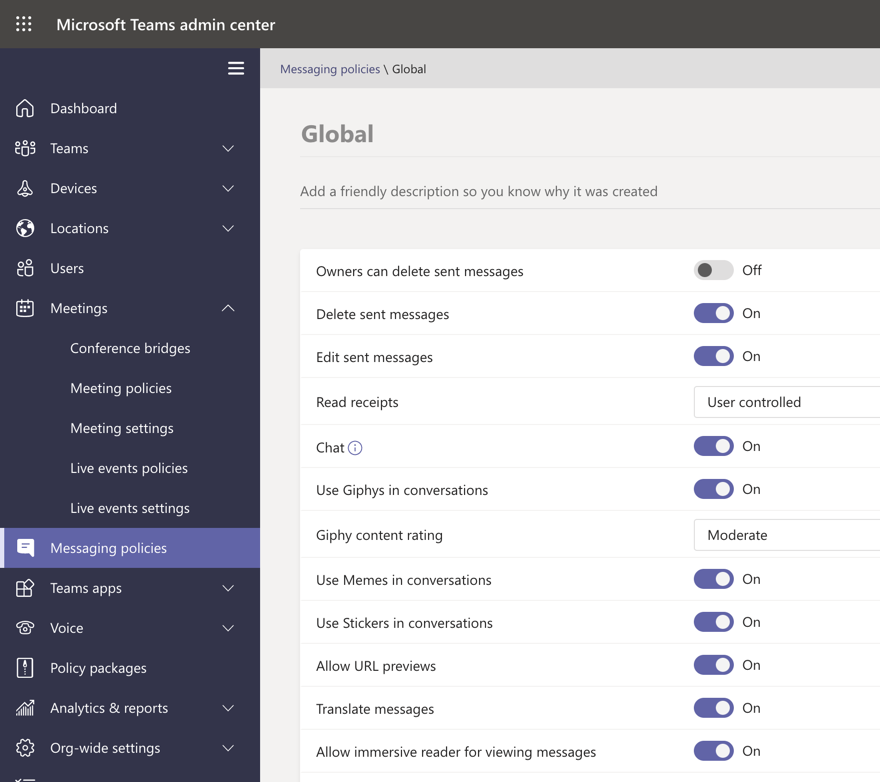 Microsoft Teams admin center
Dashboard
Teams
Devices
Locations
Users
Meetings
Conference bridges
Meeting policies
Meeting settings
Live events policies
Live events settings
Messaging policies
Teams apps
Voice
Policy packages
Analytics & reports
Org-wide settings
Messaging policies \ Global
Global
Add a friendly description so you know why it was created
Owners can delete sent messages Off
Delete sent messages On
Edit sent messages On
Read receipts User controlled
Chat On
Use Giphys in conversations On
Giphy content rating Moderate
Use Memes in conversations On
Use Stickers in conversations On
Allow URL previews On
Translate messages On
Allow immersive reader for viewing messages On